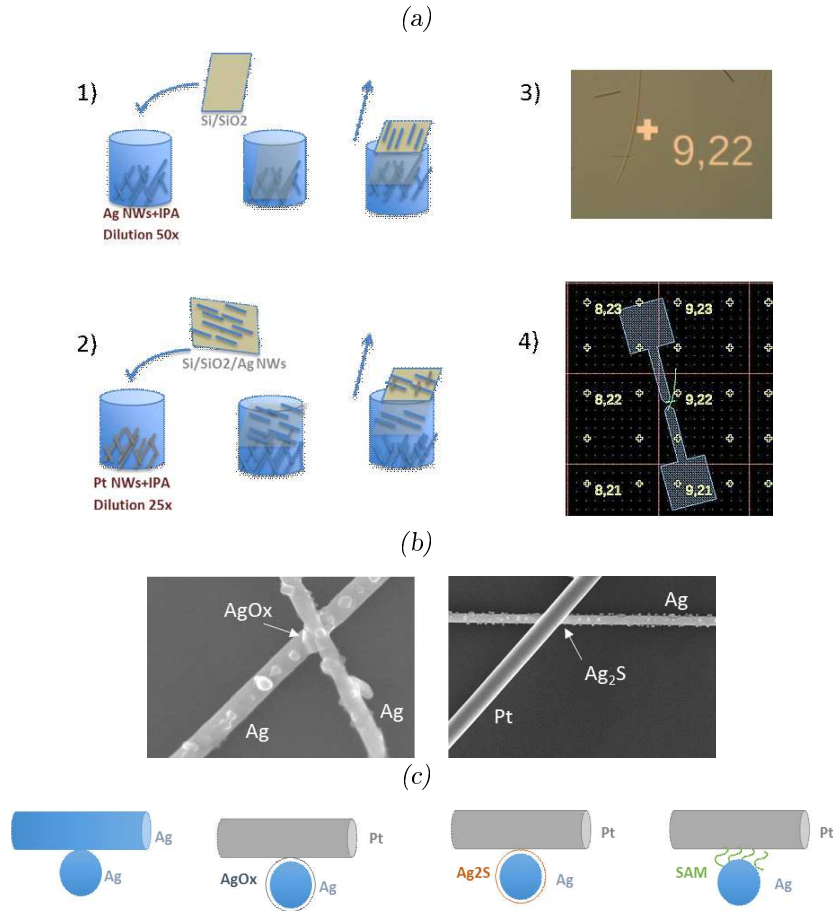 (a)
1)
Si/SiO2
Ag NWs+IPA
Dilution 50x
3)
9,22
2)
Si/SiO2/Ag NWs
Pt NWs+IPA
Dilution 25x
4)
8,23
9,23
8,22
9,22
8,21
9,21
(b)
AgOx
Ag
Ag
Ag
Ag₂S
Pt
(c)
Ag
Ag
Pt
AgOx
Ag
Pt
Ag2S
Ag
Pt
SAM
Ag